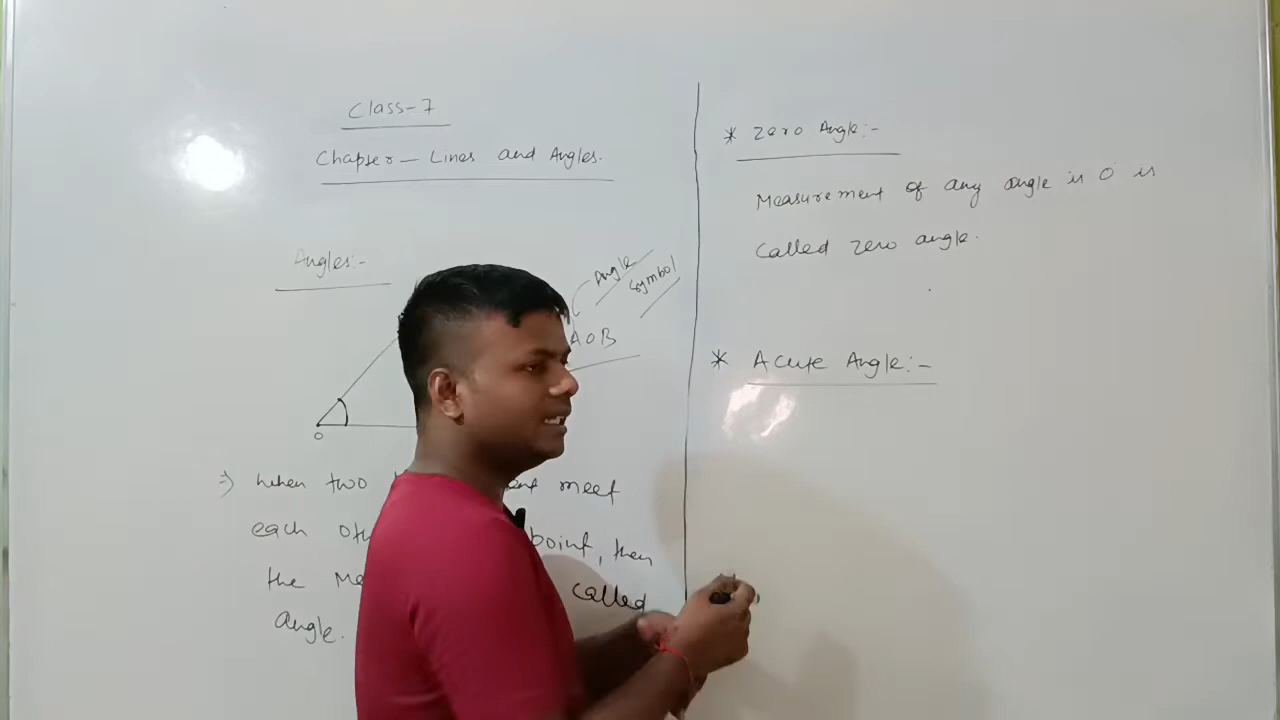 Class-7
Chapter - Lines and Angles.
Angles:-
Angle
Symbol
AOB
O
⇒ when two meet
each point, then
the called
angle.
* Zero Angle:-
Measurement of any angle is 0° is
called zero angle.
* Acute Angle:-